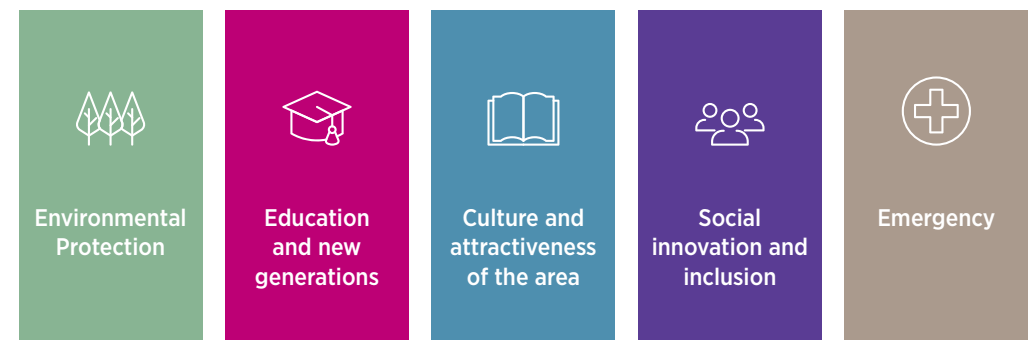 Environmental
Protection
Education
and new
generations
Culture and
attractiveness
of the area
Social
innovation and
inclusion
Emergency